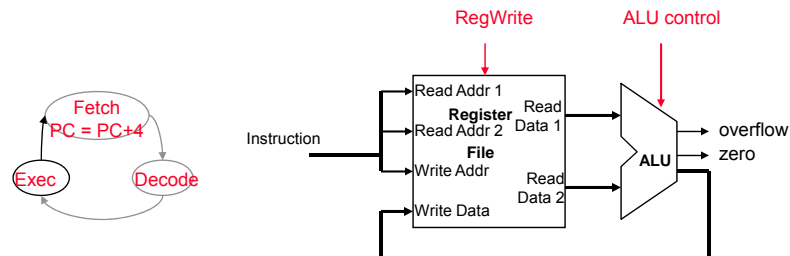 RegWrite
ALU control
Fetch
PC = PC+4
Exec
Decode
Instruction
Read Addr 1
Register
Read Addr 2
File
Write Addr
Write Data
Read
Data 1
Read
Data 2
ALU
overflow
zero